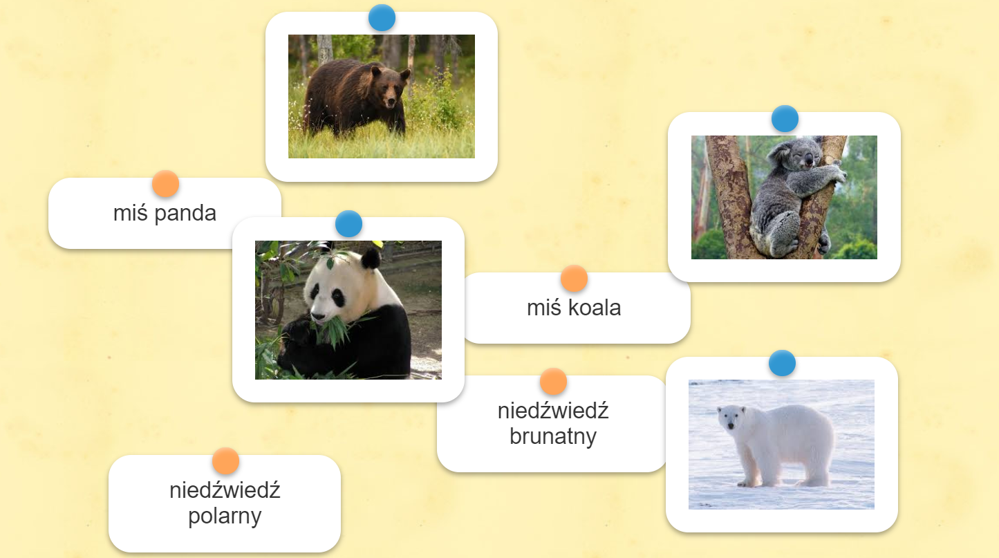 miś panda
miś koala
niedźwiedź
brunatny
niedźwiedź
polarny